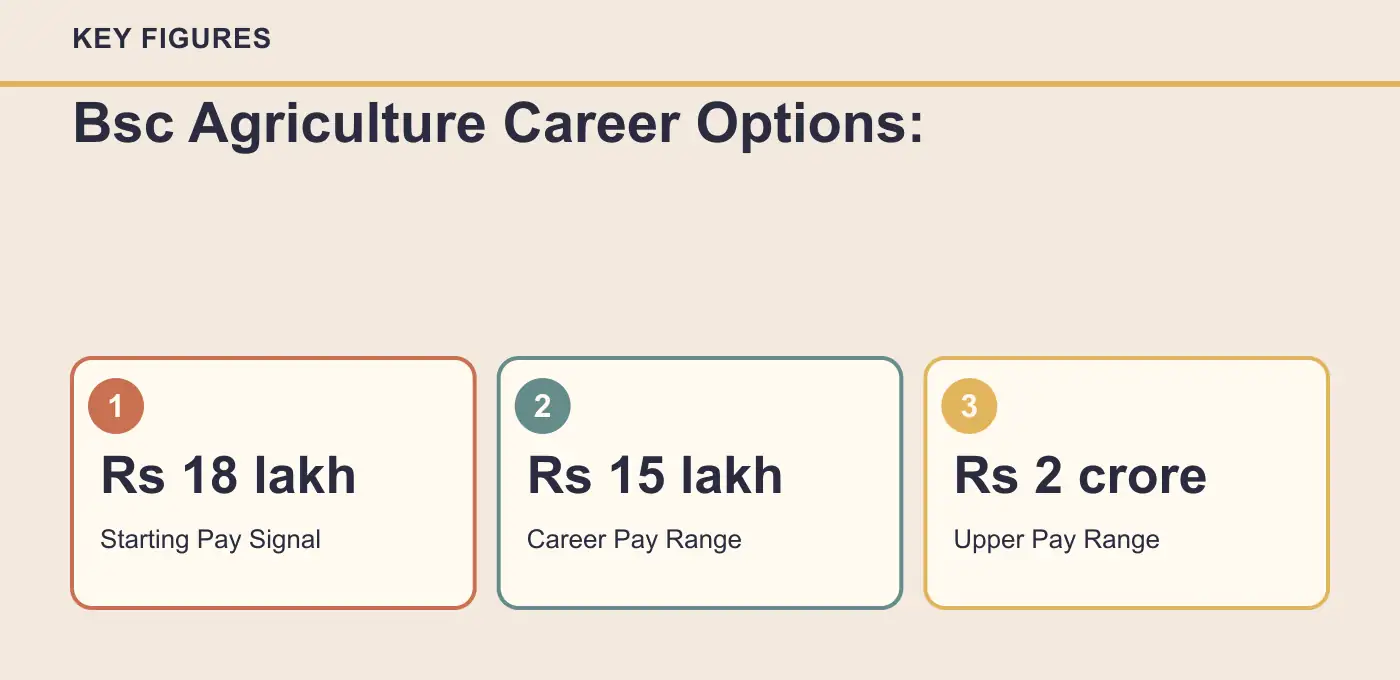 KEY FIGURES
Bsc Agriculture Career Options:
1
Rs 18 lakh
Starting Pay Signal
2
Rs 15 lakh
Career Pay Range
3
Rs 2 crore
Upper Pay Range